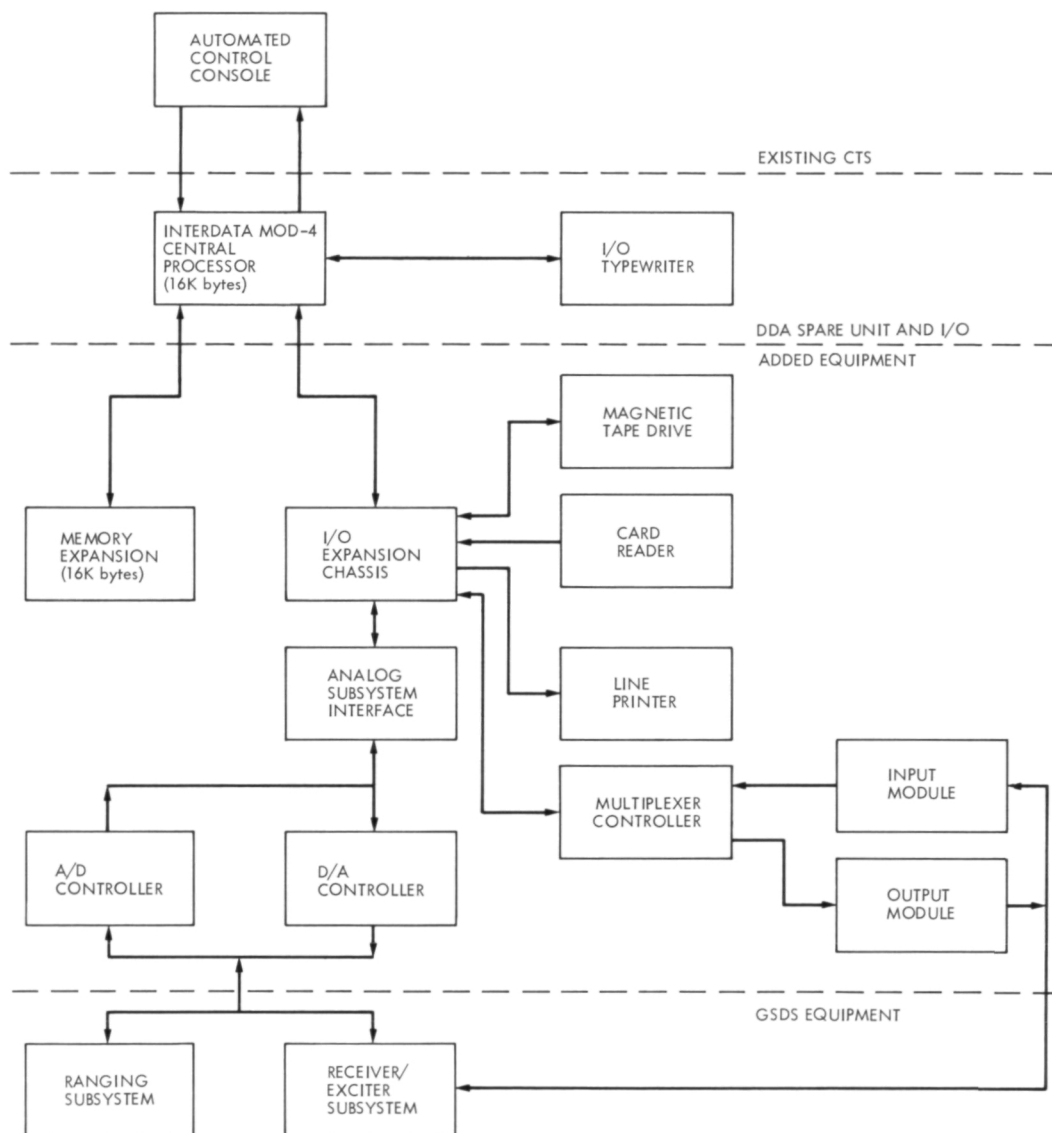 AUTOMATED
CONTROL
CONSOLE
EXISTING CTS
INTERDATA MOD-4
CENTRAL
PROCESSOR
(16K bytes)
I/O
TYPEWRITER
DDA SPARE UNIT AND I/O
ADDED EQUIPMENT
MAGNETIC
TAPE DRIVE
MEMORY
EXPANSION
(16K bytes)
I/O
EXPANSION
CHASSIS
CARD
READER
ANALOG
SUBSYSTEM
INTERFACE
LINE
PRINTER
MULTIPLEXER
CONTROLLER
INPUT
MODULE
A/D
CONTROLLER
D/A
CONTROLLER
OUTPUT
MODULE
GSDS EQUIPMENT
RANGING
SUBSYSTEM
RECEIVER/
EXCITER
SUBSYSTEM